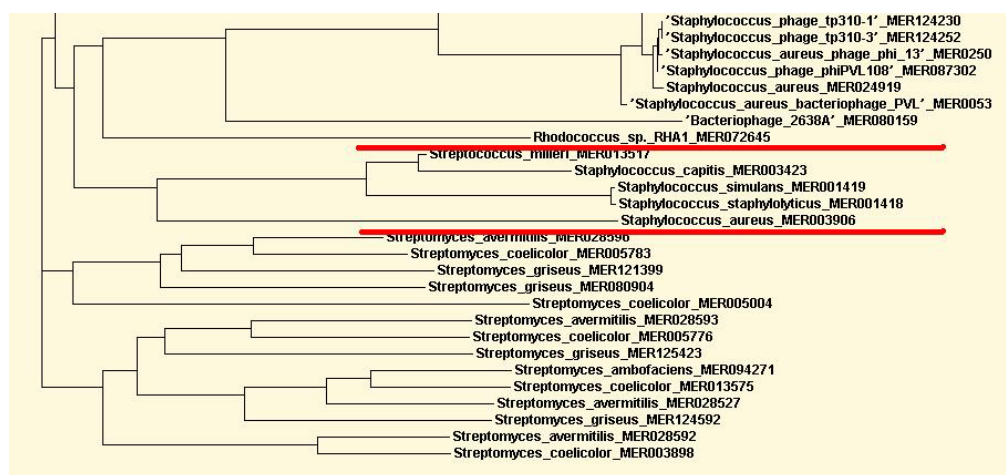 'Staphylococcus_phage_tp310-1'_MER124230
'Staphylococcus_phage_tp310-3'_MER124252
'Staphylococcus_aureus_phage_phi_13'_MER0250
'Staphylococcus_phage_phiPVL108'_MER087302
Staphylococcus_aureus_MER024919
'Staphylococcus_aureus_bacteriophage_PVL'_MER0053
'Bacteriophage_2638A'_MER080159
Rhodococcus_sp._RHA1_MER072645
Streptococcus_milleri_MER013517
Staphylococcus_capitis_MER003423
Staphylococcus_simulans_MER001419
Staphylococcus_staphylolyticus_MER001418
Staphylococcus_aureus_MER003906
Streptomyces_avermitilis_MER028596
Streptomyces_coelicolor_MER005783
Streptomyces_griseus_MER121399
Streptomyces_griseus_MER080904
Streptomyces_coelicolor_MER005004
Streptomyces_avermitilis_MER028593
Streptomyces_coelicolor_MER005776
Streptomyces_griseus_MER125423
Streptomyces_ambofaciens_MER094271
Streptomyces_coelicolor_MER013575
Streptomyces_avermitilis_MER028527
Streptomyces_griseus_MER124592
Streptomyces_avermitilis_MER028592
Streptomyces_coelicolor_MER003898